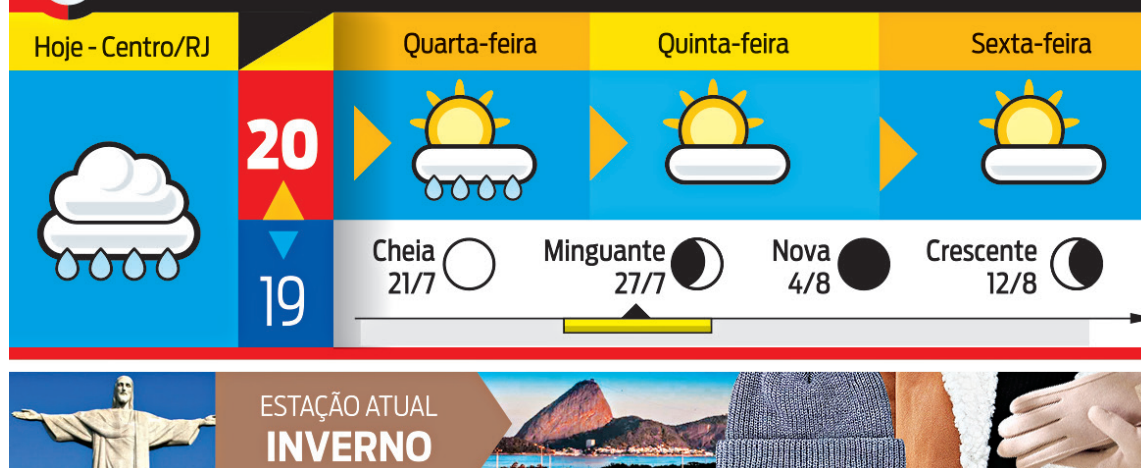 Hoje - Centro/RJ
20
19
Quarta-feira
Quinta-feira
Sexta-feira
Cheia
21/7
Minguante
27/7
Nova
4/8
Crescente
12/8
ESTAÇÃO ATUAL
INVERNO